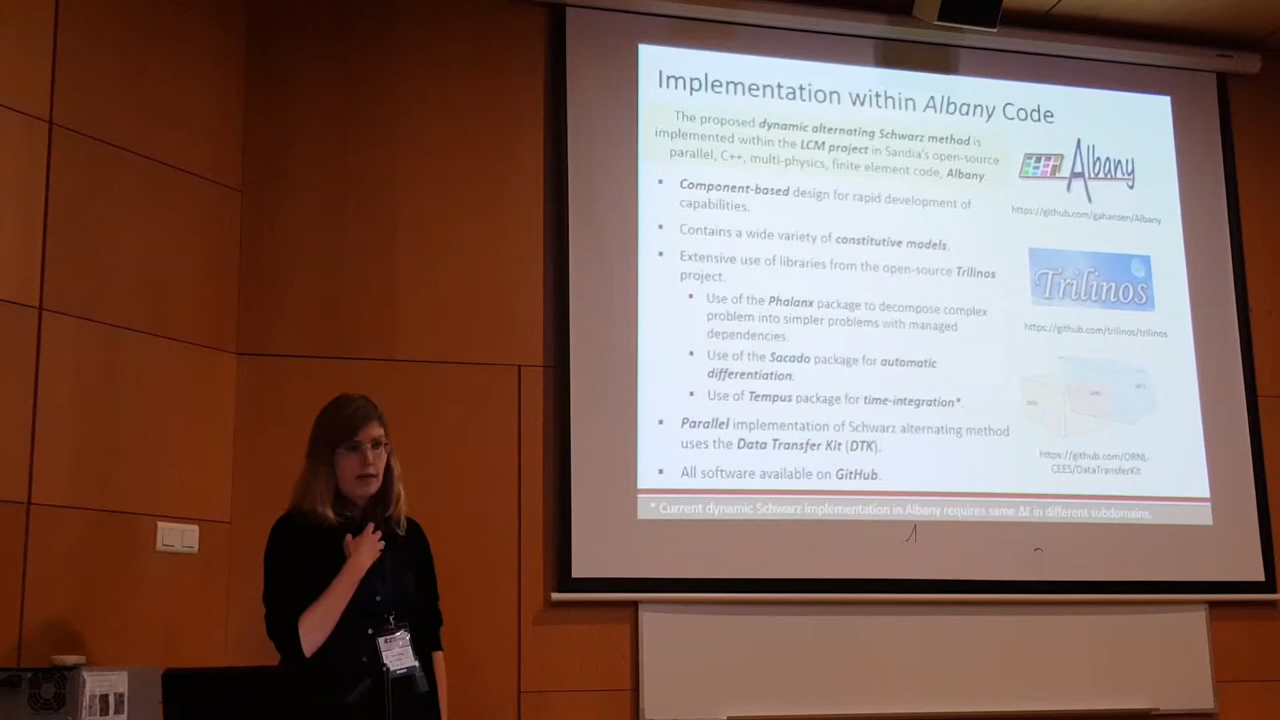 Implementation within Albany Code
The proposed dynamic alternating Schwarz method is
implemented within the LCM project in Sandia's open-source
parallel, C++, multi-physics, finite element code, Albany.
▪ Component-based design for rapid development of
capabilities.
▪ Contains a wide variety of constitutive models.
▪ Extensive use of libraries from the open-source Trilinos
project.
▪ Use of the Phalanx package to decompose complex
problem into simpler problems with managed
dependencies.
▪ Use of the Sacado package for automatic
differentiation.
▪ Use of Tempus package for time-integration*.
▪ Parallel implementation of Schwarz alternating method
uses the Data Transfer Kit (DTK).
▪ All software available on GitHub.
Albany
https://github.com/gahansen/Albany
Trilinos
https://github.com/trilinos/trilinos
https://github.com/ORNL-
CEES/DataTransferKit
* Current dynamic Schwarz implementation in Albany requires same Δt in different subdomains.